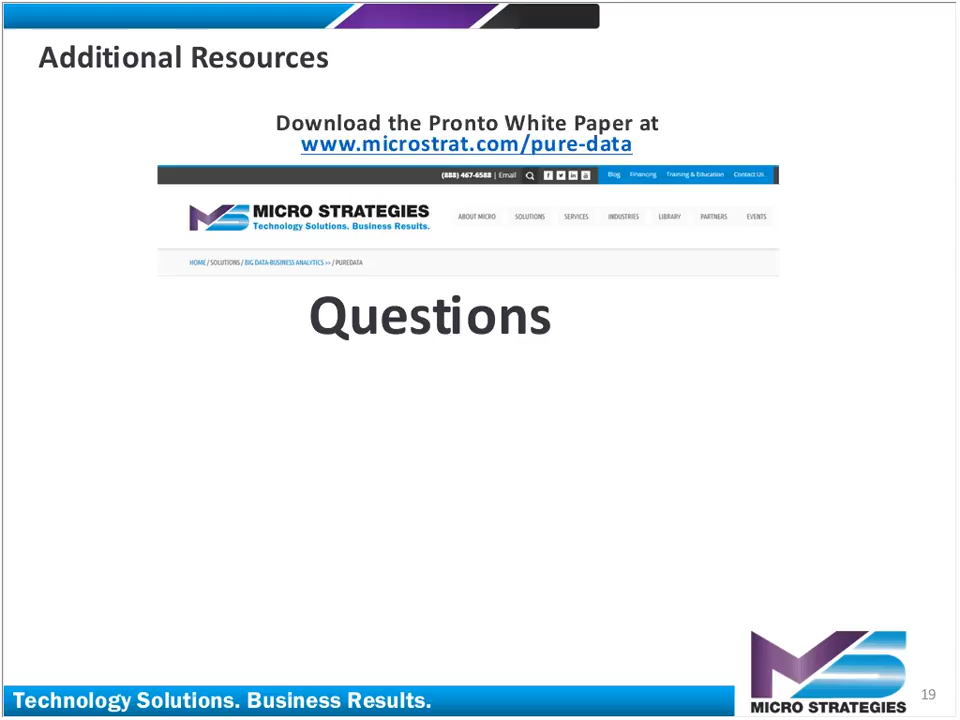 Additional Resources
Download the Pronto White Paper at
www.microstrat.com/pure-data
(888) 467-6588 | Email
Blog Financing Training & Education Contact Us
MICRO STRATEGIES
Technology Solutions. Business Results.
ABOUT MICRO SOLUTIONS SERVICES INDUSTRIES LIBRARY PARTNERS EVENTS
HOME / SOLUTIONS / BIG DATA-BUSINESS ANALYTICS >> / PUREDATA
Questions
Technology Solutions. Business Results.
MS
MICRO STRATEGIES
19